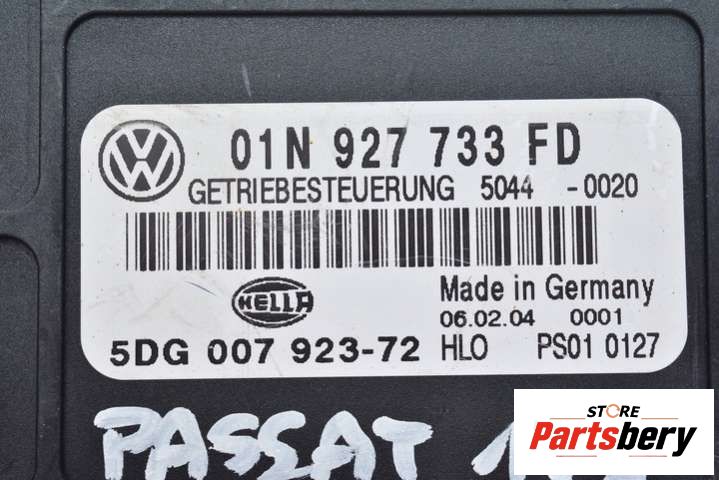 01N 927 733 FD
GETRIEBESTEUERUNG 5044 -0020
HELLA
Made in Germany
06.02.04 0001
5DG 007 923-72 HLO PS01 0127
PASSAT
STORE
Partsbery